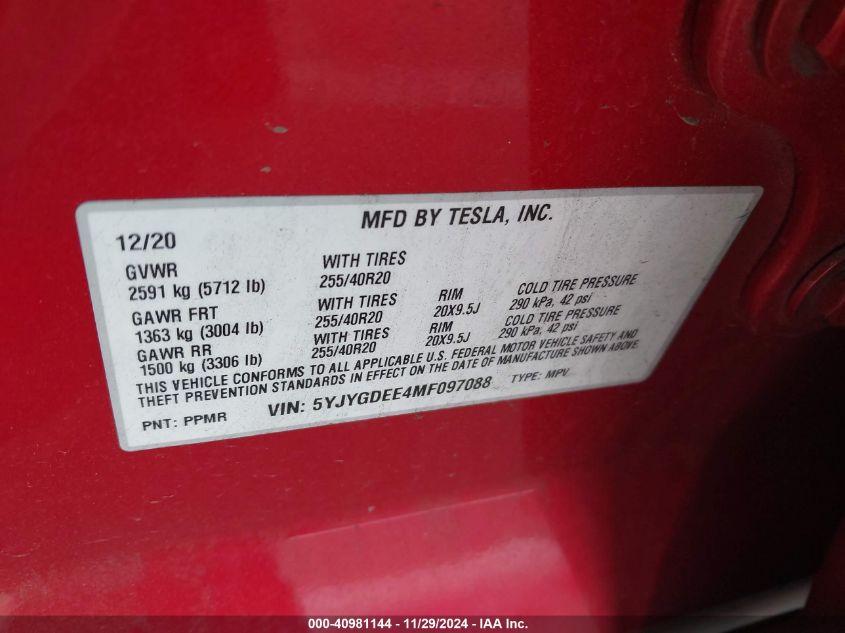 MFD BY TESLA, INC.
12/20
GVWR WITH TIRES
2591 kg (5712 lb) 255/40R20
GAWR FRT WITH TIRES RIM COLD TIRE PRESSURE
1363 kg (3004 lb) 255/40R20 20X9.5J 290 kPa, 42 psi
GAWR RR WITH TIRES RIM COLD TIRE PRESSURE
1500 kg (3306 lb) 255/40R20 20X9.5J 290 kPa, 42 psi
THIS VEHICLE CONFORMS TO ALL APPLICABLE U.S. FEDERAL MOTOR VEHICLE SAFETY AND
THEFT PREVENTION STANDARDS IN EFFECT ON THE DATE OF MANUFACTURE SHOWN ABOVE
PNT: PPMR VIN: 5YJYGDEE4MF097088 TYPE: MPV
000-40981144 - 11/29/2024 - IAA Inc.